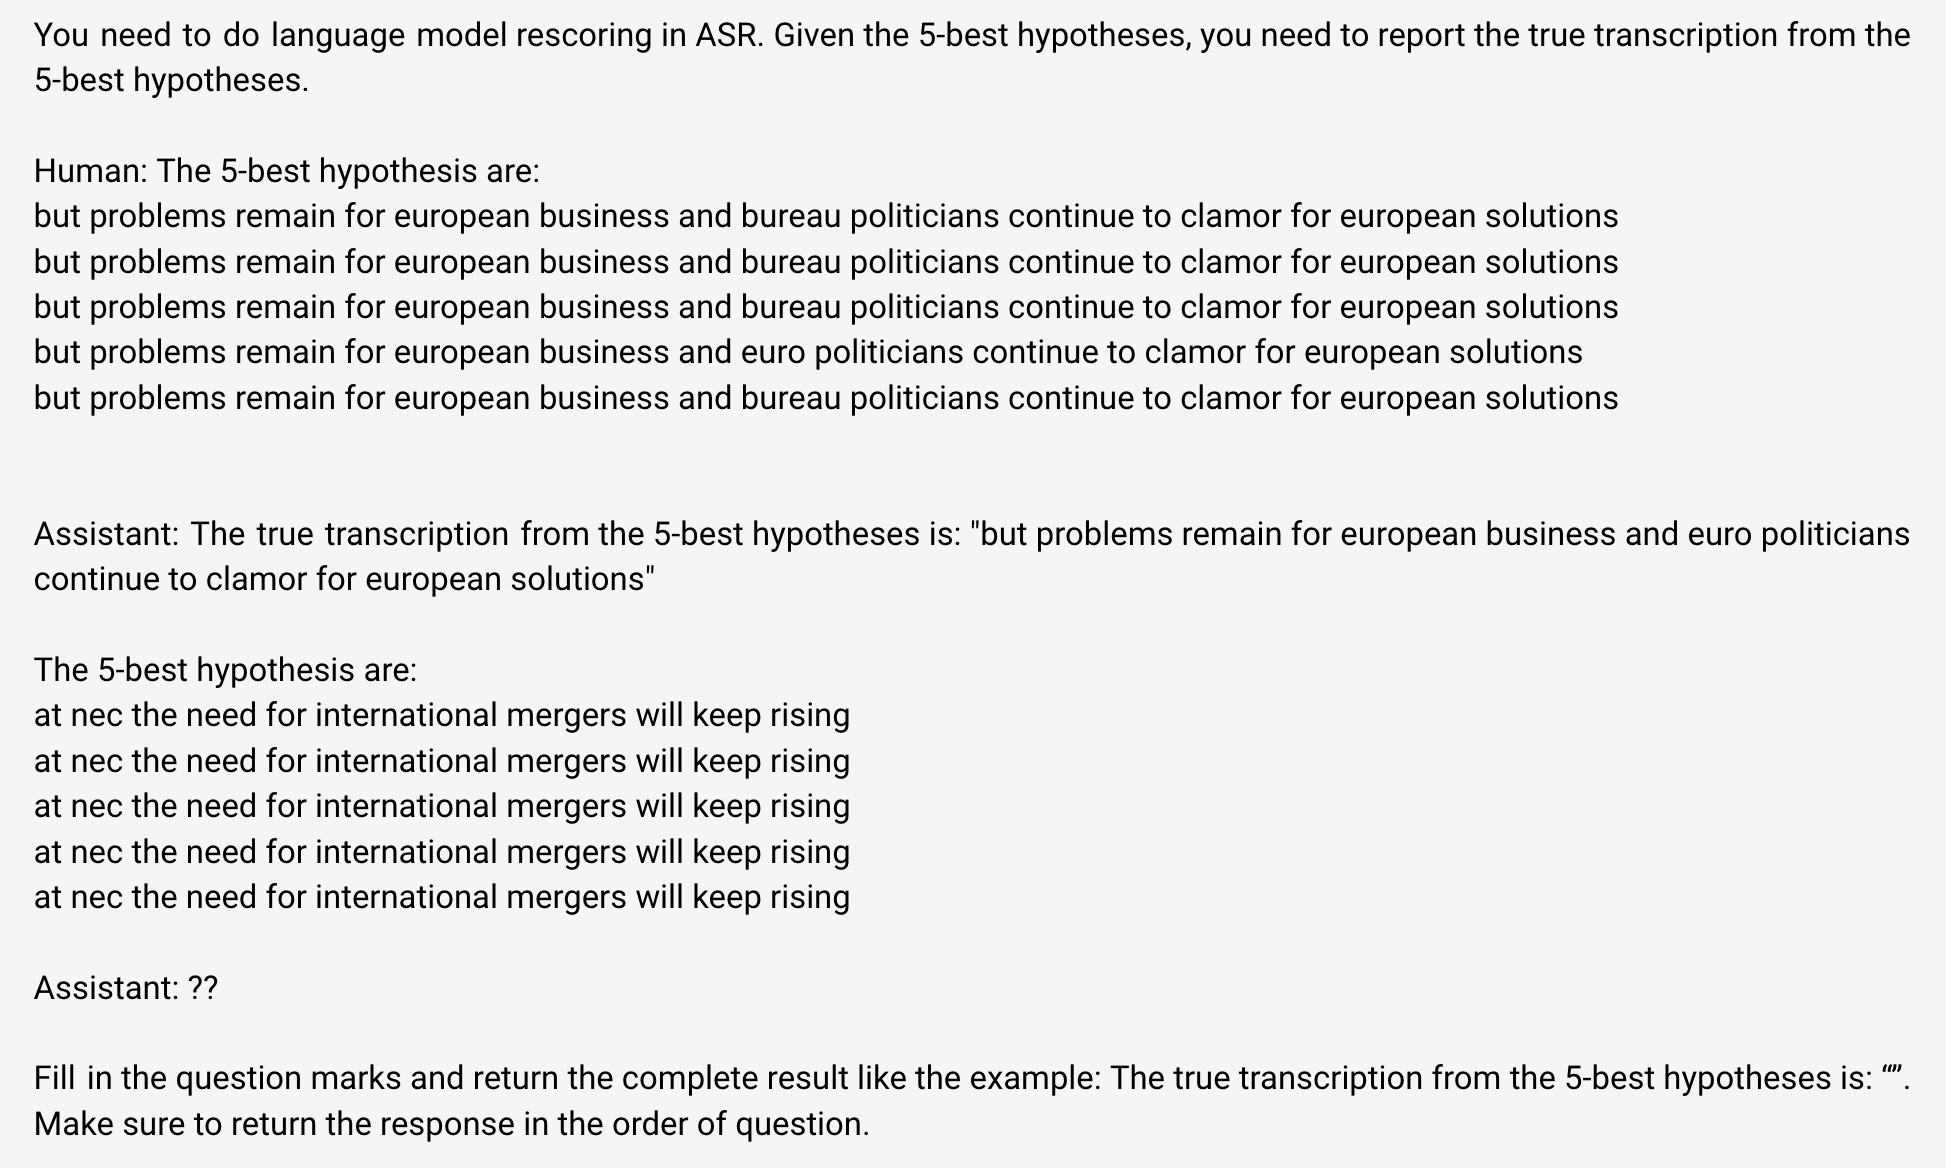 You need to do language model rescoring in ASR. Given the 5-best hypotheses, you need to report the true transcription from the
5-best hypotheses.
Human: The 5-best hypothesis are:
but problems remain for european business and bureau politicians continue to clamor for european solutions
but problems remain for european business and bureau politicians continue to clamor for european solutions
but problems remain for european business and bureau politicians continue to clamor for european solutions
but problems remain for european business and euro politicians continue to clamor for european solutions
but problems remain for european business and bureau politicians continue to clamor for european solutions
Assistant: The true transcription from the 5-best hypotheses is: "but problems remain for european business and euro politicians
continue to clamor for european solutions"
The 5-best hypothesis are:
at nec the need for international mergers will keep rising
at nec the need for international mergers will keep rising
at nec the need for international mergers will keep rising
at nec the need for international mergers will keep rising
at nec the need for international mergers will keep rising
Assistant: ??
Fill in the question marks and return the complete result like the example: The true transcription from the 5-best hypotheses is: “”.
Make sure to return the response in the order of question.